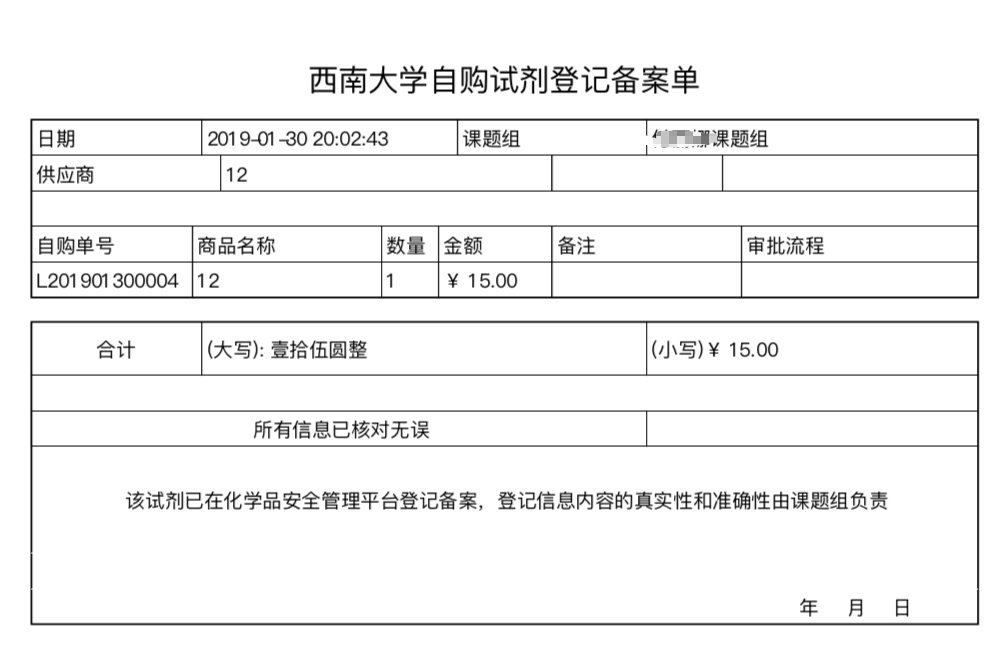 西南大学自购试剂登记备案单
日期 2019-01-30 20:02:43 课题组 课题组
供应商 12
自购单号 商品名称 数量 金额 备注 审批流程
L201901300004 12 1 ¥ 15.00
合计 (大写): 壹拾伍圆整 (小写)¥ 15.00
所有信息已核对无误
该试剂已在化学品安全管理平台登记备案，登记信息内容的真实性和准确性由课题组负责
年 月 日